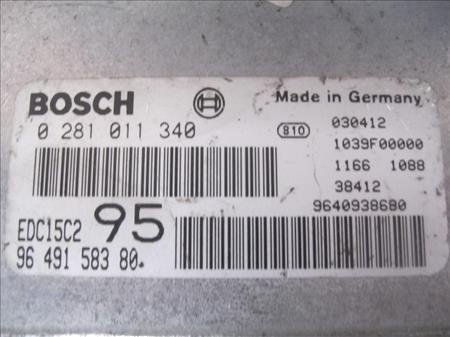 BOSCH
Made in Germany
0 281 011 340
810
030412
1039F00000
1166 1088
38412
9640938680
EDC15C2
95
96 491 583 80.